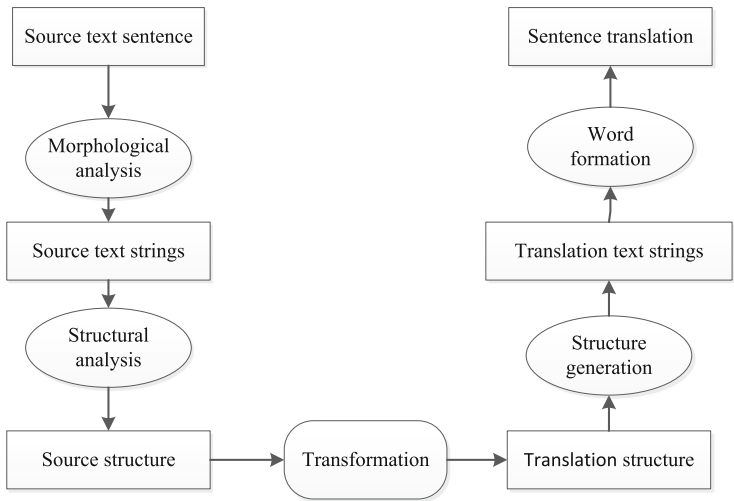 Source text sentence
Morphological
analysis
Source text strings
Structural
analysis
Source structure
Transformation
Translation structure
Structure
generation
Translation text strings
Word
formation
Sentence translation